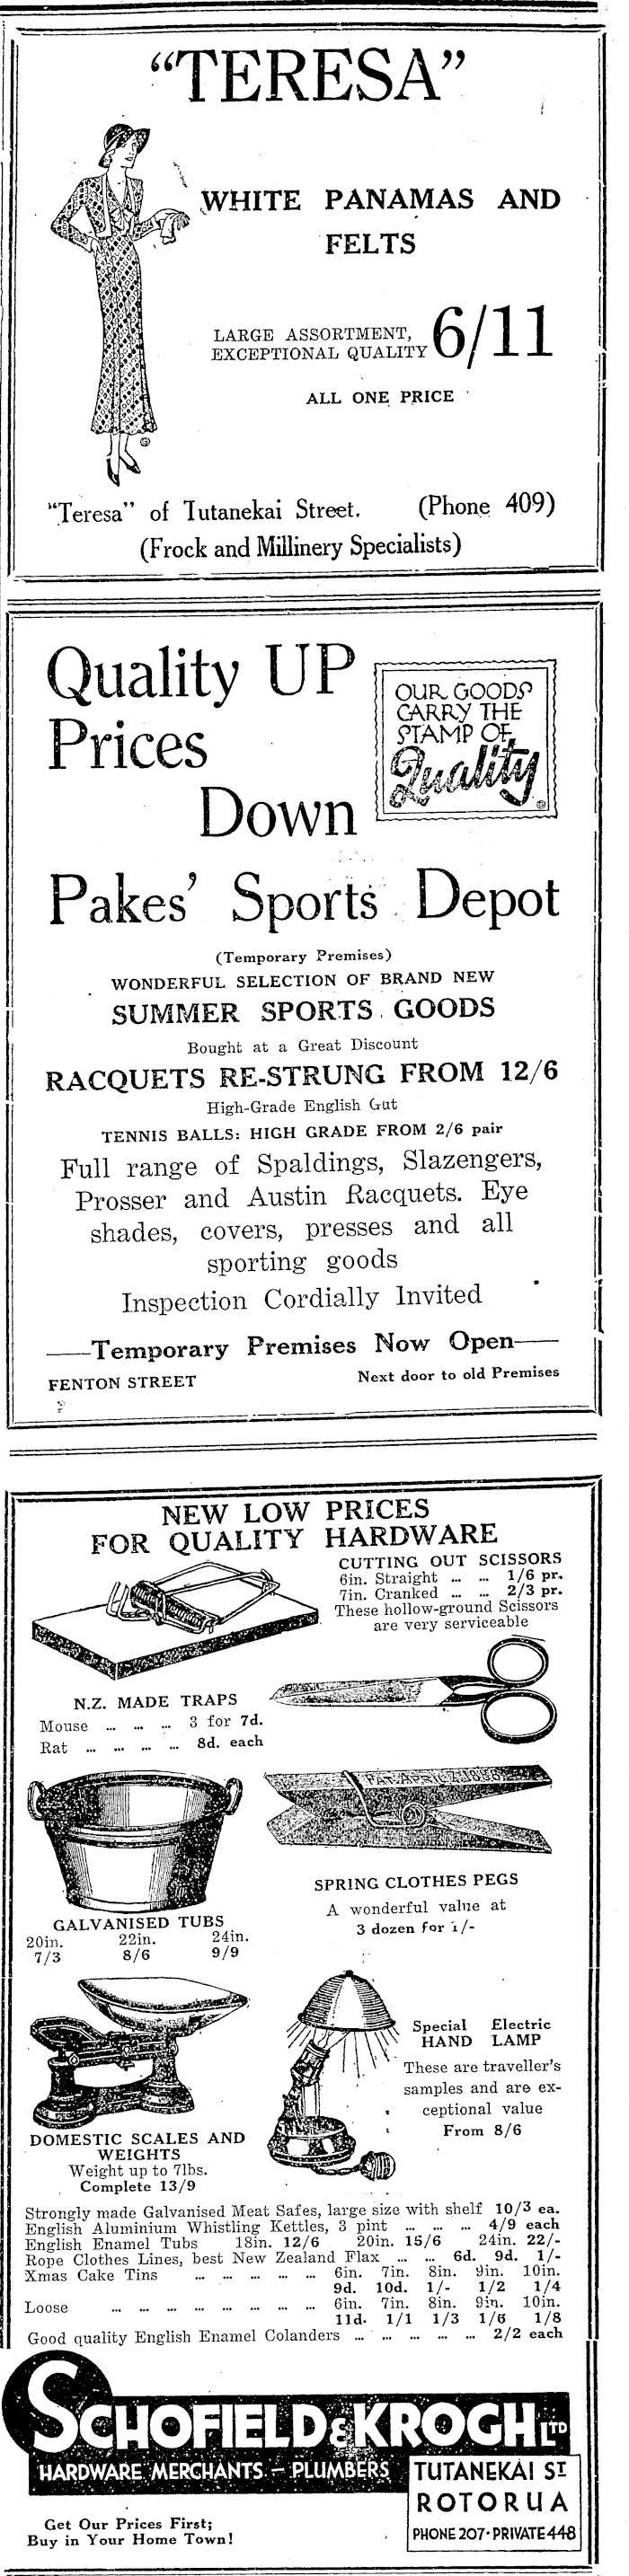 "TERESA"
WHITE PANAMAS AND
FELTS
LARGE ASSORTMENT,
EXCEPTIONAL QUALITY 6/11
ALL ONE PRICE
"Teresa" of Tutanekai Street. (Phone 409)
(Frock and Millinery Specialists)
Quality UP
Prices
Down
OUR GOODS
CARRY THE
STAMP OF
Quality
Pakes' Sports Depot
(Temporary Premises)
WONDERFUL SELECTION OF BRAND NEW
SUMMER SPORTS GOODS
Bought at a Great Discount
RACQUETS RE-STRUNG FROM 12/6
High-Grade English Gut
TENNIS BALLS: HIGH GRADE FROM 2/6 pair
Full range of Spaldings, Slazengers,
Prosser and Austin Racquets. Eye
shades, covers, presses and all
sporting goods
Inspection Cordially Invited
Temporary Premises Now Open
FENTON STREET Next door to old Premises
NEW LOW PRICES
FOR QUALITY HARDWARE
CUTTING OUT SCISSORS
6in. Straight ... ... 1/6 pr.
7in. Cranked ... ... 2/3 pr.
These hollow-ground Scissors
are very serviceable
N.Z. MADE TRAPS
Mouse ... ... ... 3 for 7d.
Rat ... ... ... ... 8d. each
SPRING CLOTHES PEGS
A wonderful value at
3 dozen for 1/-
GALVANISED TUBS
20in. 22in. 24in.
7/3 8/6 9/9
Special Electric
HAND LAMP
These are traveller's
samples and are ex-
ceptional value
From 8/6
DOMESTIC SCALES AND
WEIGHTS
Weight up to 7lbs.
Complete 13/9
Strongly made Galvanised Meat Safes, large size with shelf 10/3 ea.
English Aluminium Whistling Kettles, 3 pint ... ... ... 4/9 each
English Enamel Tubs 18in. 12/6 20in. 15/6 24in. 22/-
Rope Clothes Lines, best New Zealand Flax ... ... 6d. 9d. 1/-
Xmas Cake Tins ... ... ... ... ... 6in. 7in. 8in. 9in. 10in.
9d. 10d. 1/- 1/2 1/4
Loose ... ... ... ... ... ... ... ... 6in. 7in. 8in. 9in. 10in.
11d. 1/1 1/3 1/6 1/8
Good quality English Enamel Colanders ... ... ... ... ... 2/2 each
SCHOFIELD & KROGH LTD
HARDWARE MERCHANTS - PLUMBERS
TUTANEKAI ST
ROTORUA
PHONE 207·PRIVATE 448
Get Our Prices First;
Buy in Your Home Town!